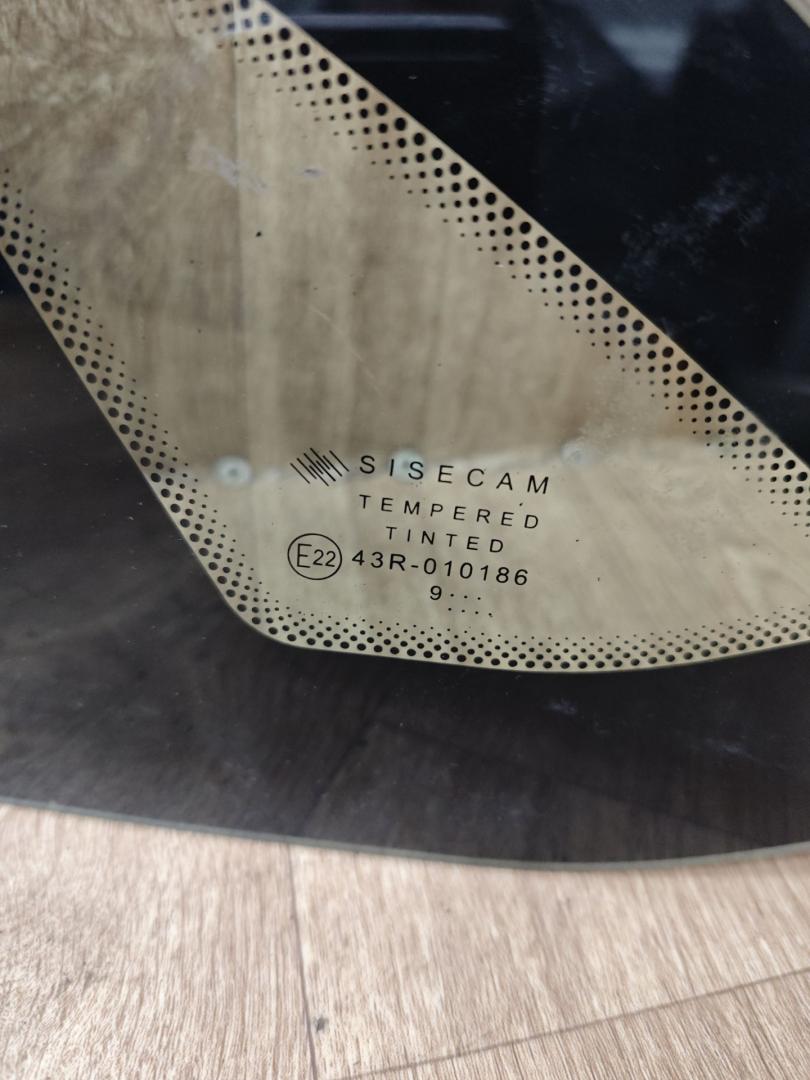 SISECAM
TEMPERED
TINTED
E22 43R-010186
9··· ····